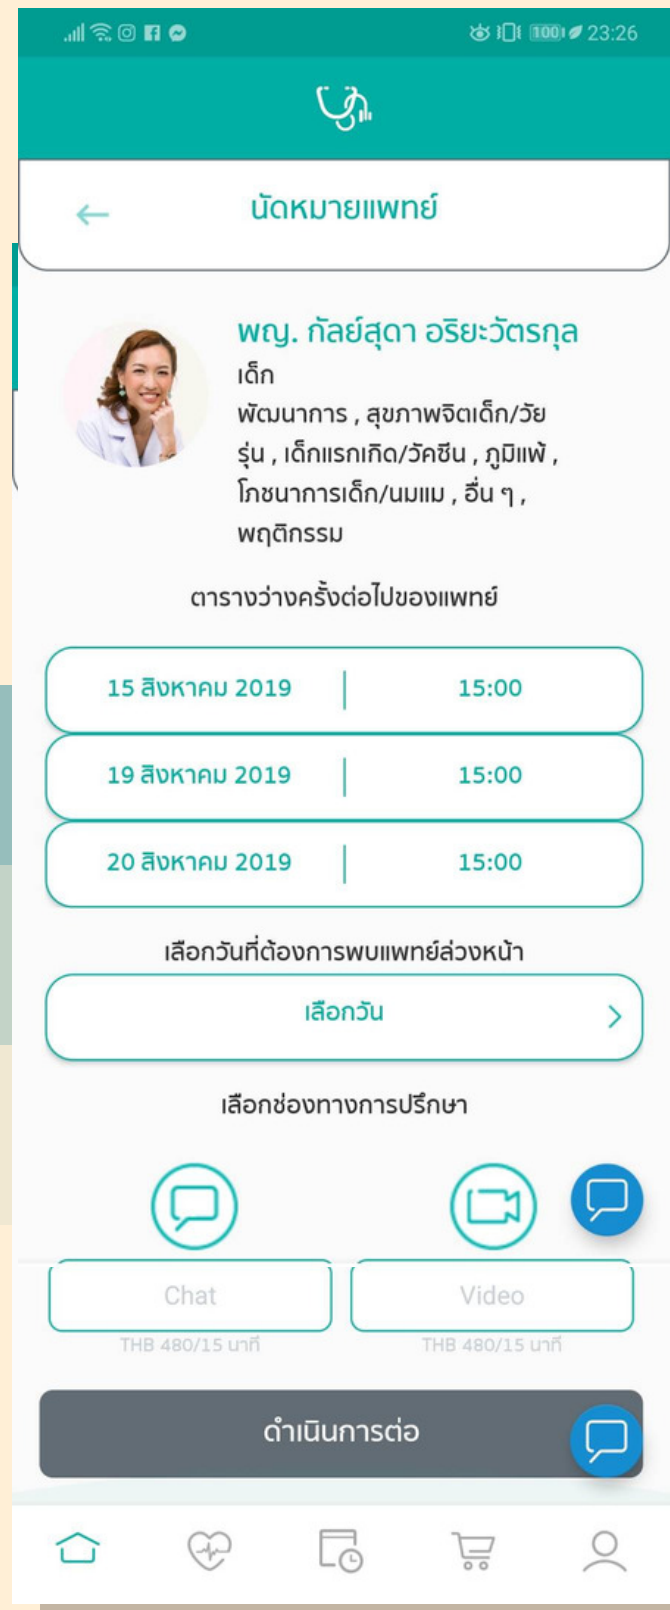 100 23:26
นัดหมายแพทย์
พญ. กัลย์สุดา อริยะวัตรกุล
เด็ก
พัฒนาการ , สุขภาพจิตเด็ก/วัย
รุ่น , เด็กแรกเกิด/วัคซีน , ภูมิแพ้ ,
โภชนาการเด็ก/นมแม , อื่น ๆ ,
พฤติกรรม
ตารางว่างครั้งต่อไปของแพทย์
15 สิงหาคม 2019 15:00
19 สิงหาคม 2019 15:00
20 สิงหาคม 2019 15:00
เลือกวันที่ต้องการพบแพทย์ล่วงหน้า
เลือกวัน
เลือกช่องทางการปรึกษา
Chat Video
THB 480/15 นาที THB 480/15 นาที
ดำเนินการต่อ